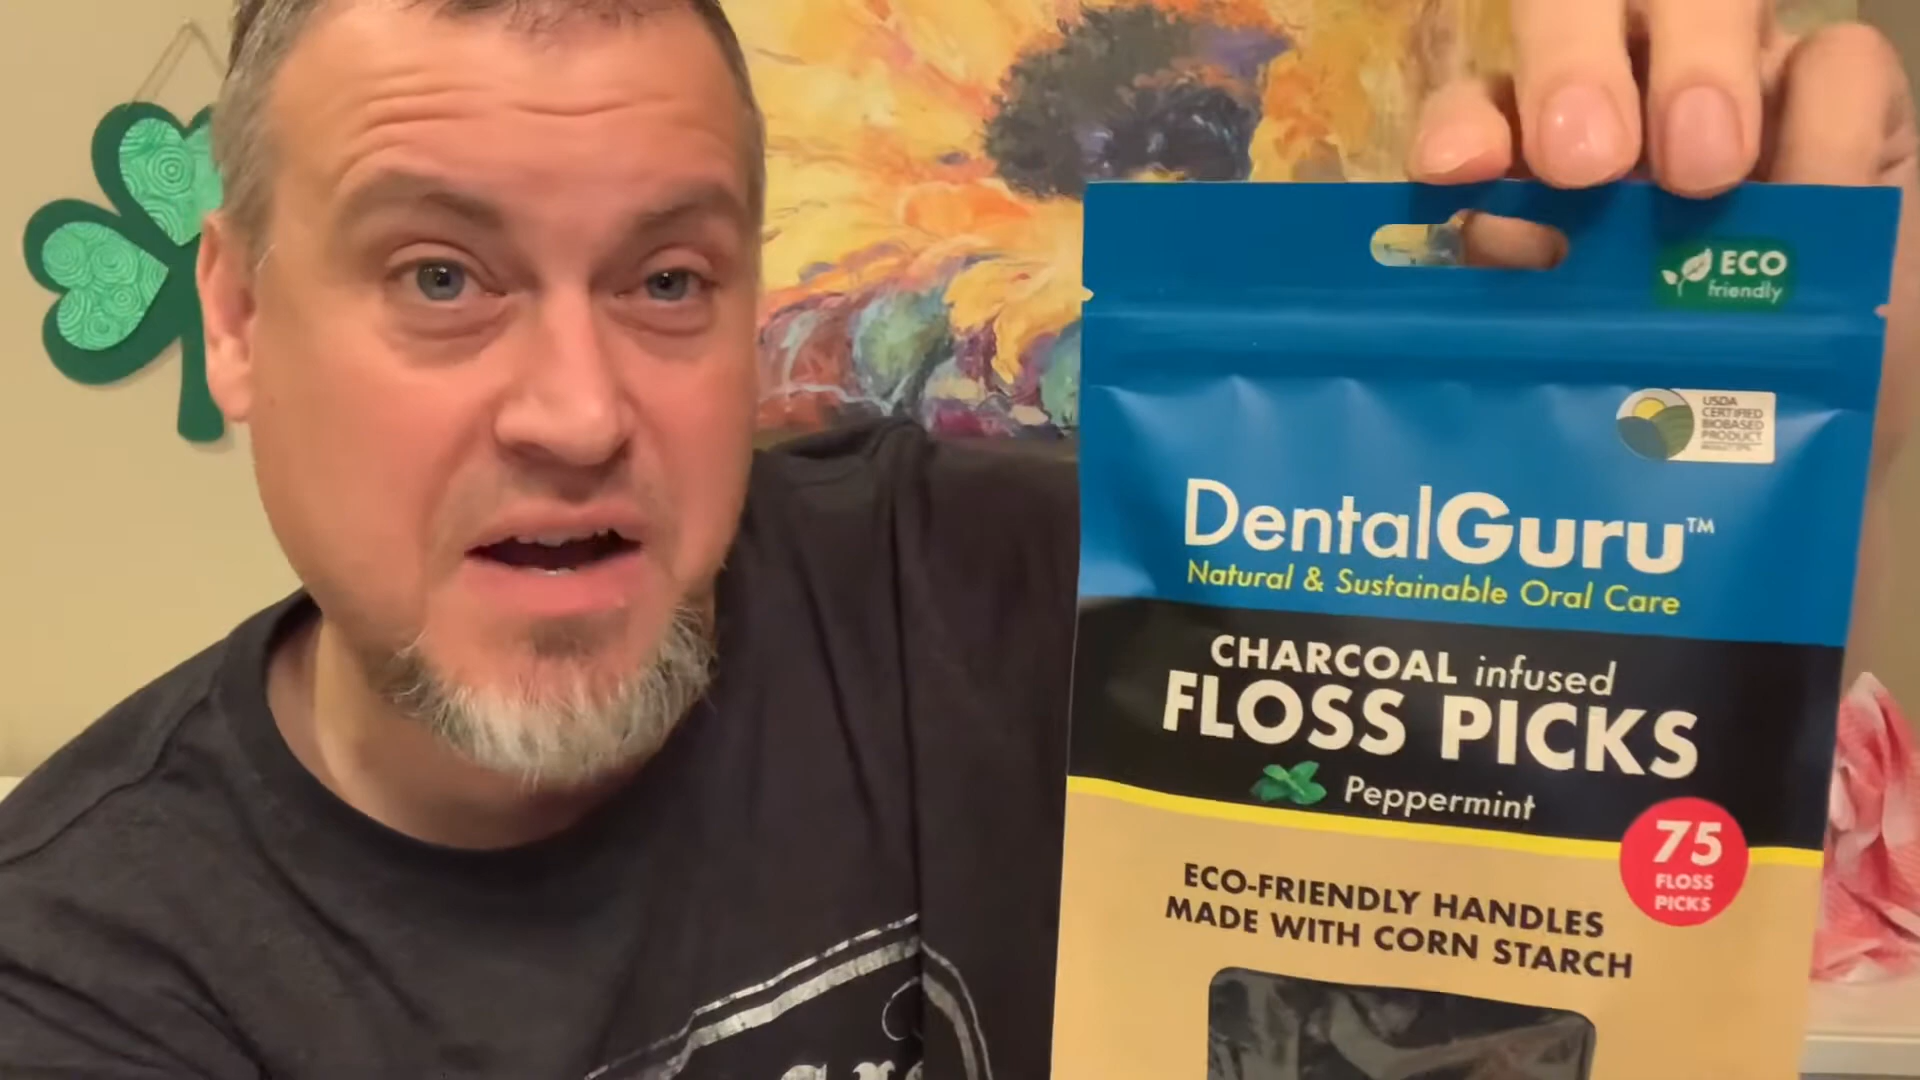 ECO
friendly
USDA
CERTIFIED
BIOBASED
PRODUCT
DentalGuru™
Natural & Sustainable Oral Care
CHARCOAL infused
FLOSS PICKS
Peppermint
75
FLOSS
PICKS
ECO-FRIENDLY HANDLES
MADE WITH CORN STARCH